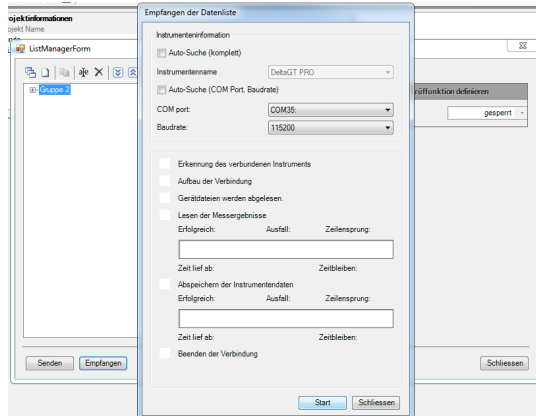 Empfangen der Datenliste
rojektinformationen
ojekt Name
ListManagerForm
Gruppe 2
Instrumenteninformation
Auto-Suche (komplett)
Instrumentenname
DeltaGT PRO
Auto-Suche (COM Port, Baudrate)
COM port:
COM35:
Baudrate:
115200
rüffunktion definieren
gesperrt
Erkennung des verbundenen Instruments
Aufbau der Verbindung
Gerätdateien werden abgelesen.
Lesen der Messergebnisse
Erfolgreich: Ausfall: Zeilensprung:
Zeit lief ab: Zeitbleiben:
Abspeichern der Instrumentendaten
Erfolgreich: Ausfall: Zeilensprung:
Zeit lief ab: Zeitbleiben:
Beenden der Verbindung
Senden Empfangen
Schliessen
Start Schliessen